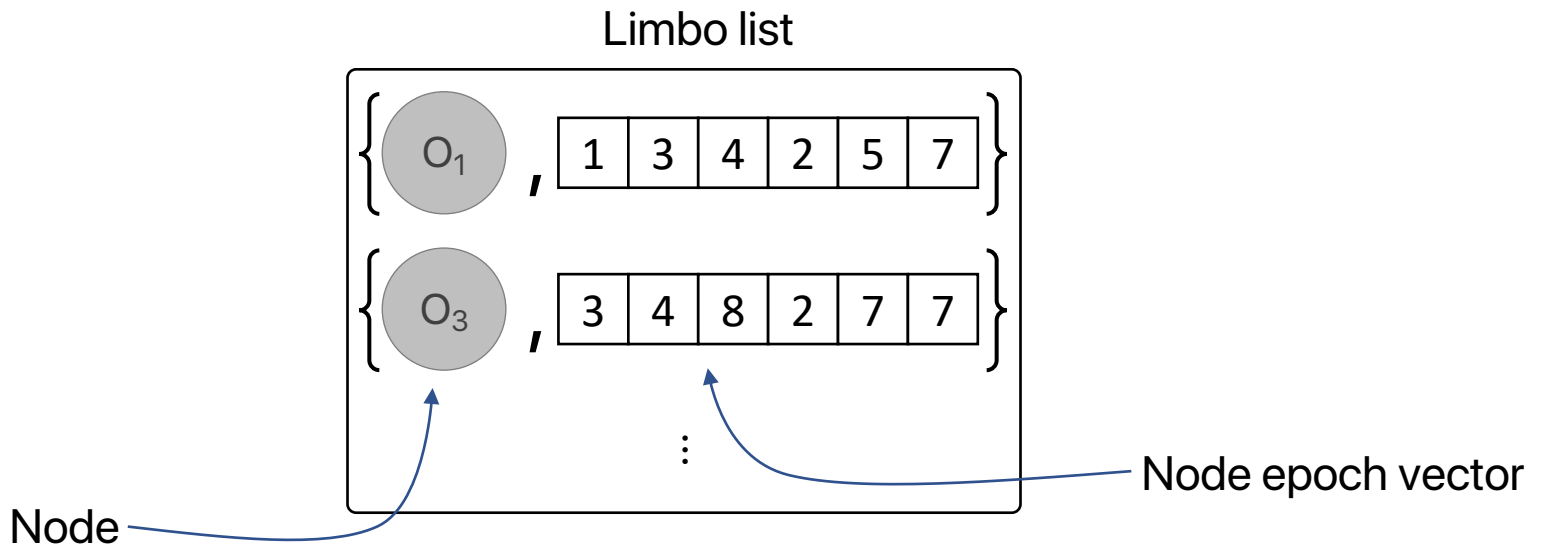 Limbo list
{ O₁ , 1 3 4 2 5 7 }
{ O₃ , 3 4 8 2 7 7 }
⋮
Node epoch vector
Node